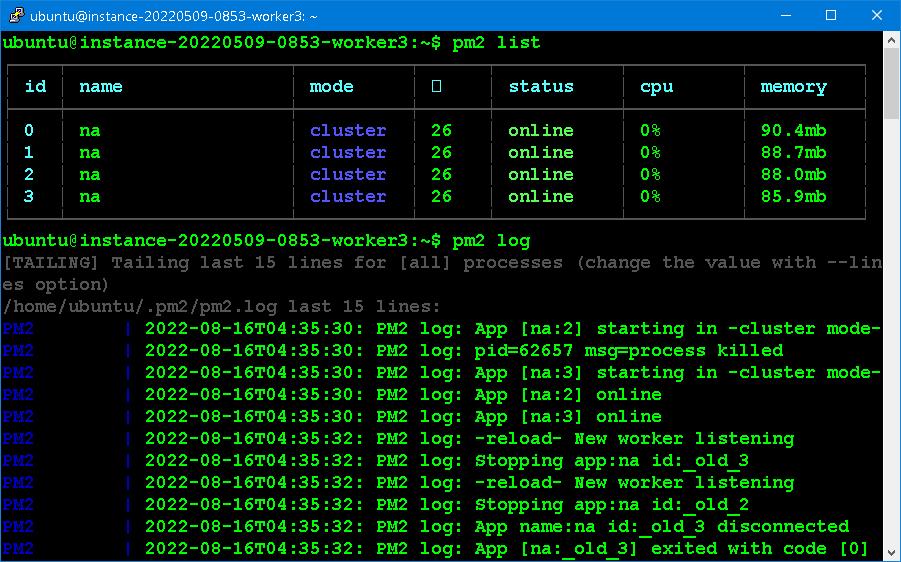 ubuntu@instance-20220509-0853-worker3: ~
ubuntu@instance-20220509-0853-worker3:~$ pm2 list
id name mode status cpu memory
0 na cluster 26 online 0% 90.4mb
1 na cluster 26 online 0% 88.7mb
2 na cluster 26 online 0% 88.0mb
3 na cluster 26 online 0% 85.9mb
ubuntu@instance-20220509-0853-worker3:~$ pm2 log
[TAILING] Tailing last 15 lines for [all] processes (change the value with --lin
es option)
/home/ubuntu/.pm2/pm2.log last 15 lines:
PM2 | 2022-08-16T04:35:30: PM2 log: App [na:2] starting in -cluster mode-
PM2 | 2022-08-16T04:35:30: PM2 log: pid=62657 msg=process killed
PM2 | 2022-08-16T04:35:30: PM2 log: App [na:3] starting in -cluster mode-
PM2 | 2022-08-16T04:35:30: PM2 log: App [na:2] online
PM2 | 2022-08-16T04:35:30: PM2 log: App [na:3] online
PM2 | 2022-08-16T04:35:32: PM2 log: -reload- New worker listening
PM2 | 2022-08-16T04:35:32: PM2 log: Stopping app:na id:_old_3
PM2 | 2022-08-16T04:35:32: PM2 log: -reload- New worker listening
PM2 | 2022-08-16T04:35:32: PM2 log: Stopping app:na id:_old_2
PM2 | 2022-08-16T04:35:32: PM2 log: App name:na id:_old_3 disconnected
PM2 | 2022-08-16T04:35:32: PM2 log: App [na:_old_3] exited with code [0]